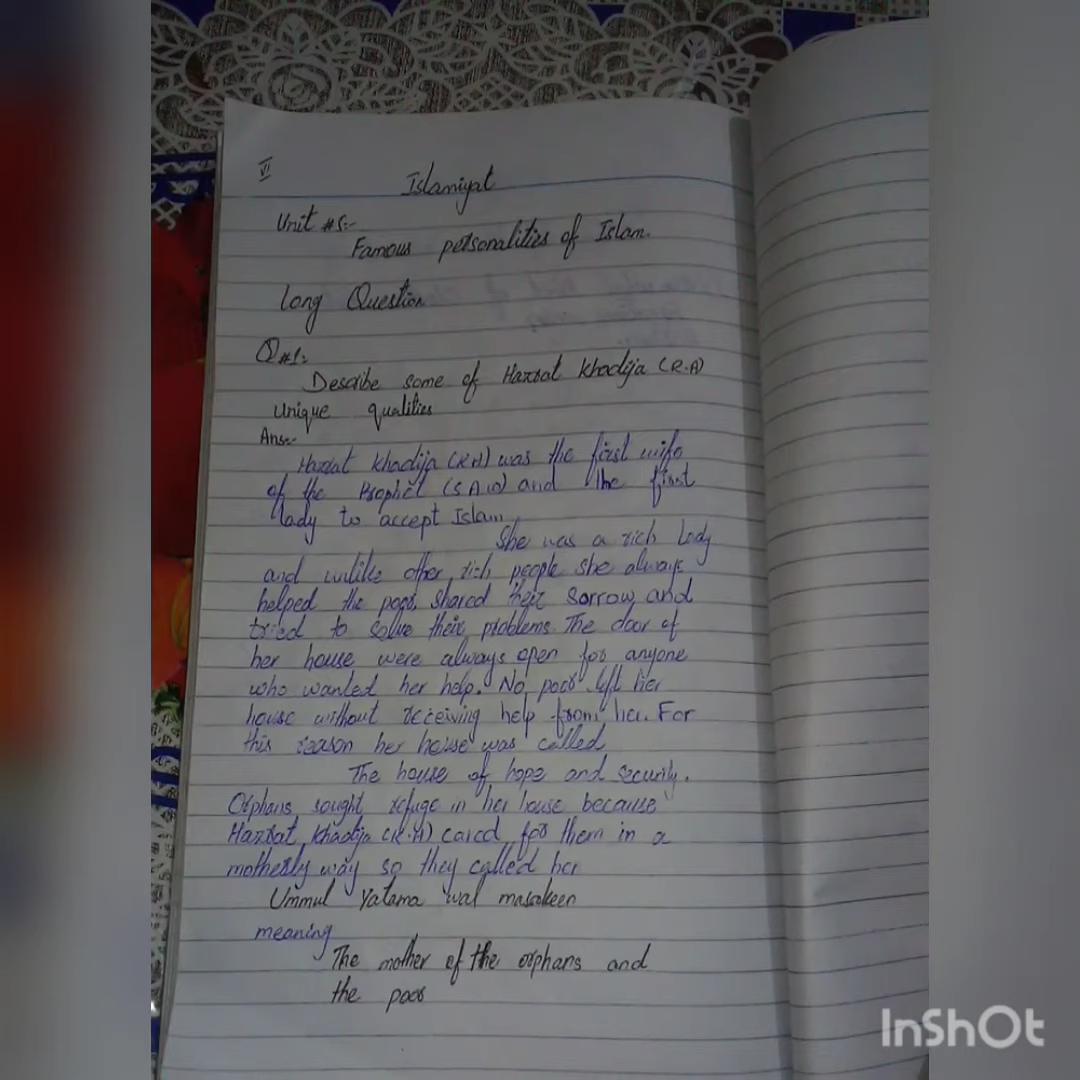 VI
Islamiyat
Unit #5:-
Famous personalities of Islam.
Long Question
Q#1:
Describe some of Hazrat Khadija (R.A)
unique qualities
Ans:-
Hazrat Khadija (R.A) was the first wife
of the Prophet (S.A.W) and the first
lady to accept Islam.
She was a rich lady
and unlike other rich people she always
helped the poor, shared their sorrow and
tried to solve their problems. The door of
her house were always open for anyone
who wanted her help. No poor left her
house without receiving help from her. For
this reason her house was called
The house of hope and security.
Orphans sought refuge in her house because
Hazrat Khadija (R.A) cared for them in a
motherly way so they called her
Ummul Yatama wal masakeen
meaning
The mother of the orphans and
the poor
InShOt